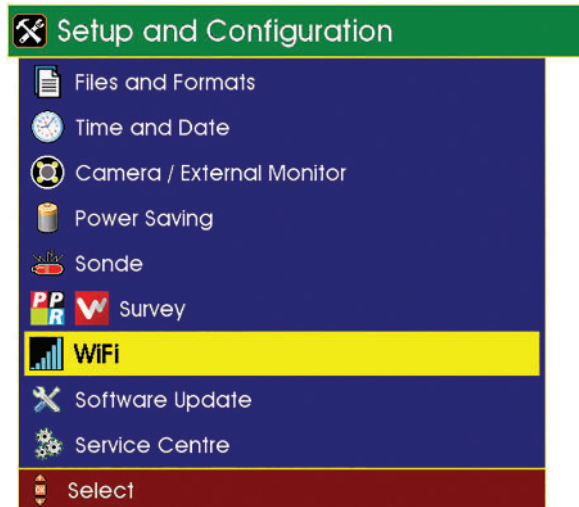 Setup and Configuration
Files and Formats
Time and Date
Camera / External Monitor
Power Saving
Sonde
PPR W Survey
WiFi
Software Update
Service Centre
OK Select